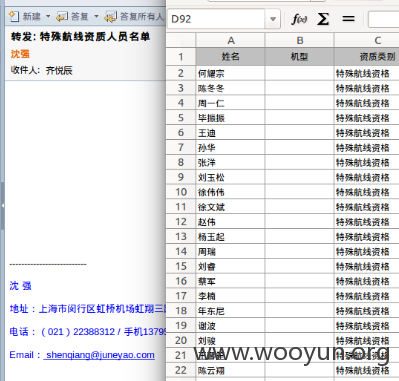 新建 答复 答复所有人
转发: 特殊航线资质人员名单
沈强
收件人: 齐悦辰
--------------------------
沈 强
地址：上海市闵行区虹桥机场虹翔三
电话：（021）22388312 / 手机1379
Email：shenqiang@juneyao.com
D92
f(x) Σ =
A B C
1 姓名 机型 资质类别
2 何耀宗 特殊航线资格
3 陈冬冬 特殊航线资格
4 周一仁 特殊航线资格
5 毕振振 特殊航线资格
6 王迪 特殊航线资格
7 孙华 特殊航线资格
8 张洋 特殊航线资格
9 刘玉松 特殊航线资格
10 徐伟伟 特殊航线资格
11 徐文斌 特殊航线资格
12 赵伟 特殊航线资格
13 杨玉起 特殊航线资格
14 周瑞 特殊航线资格
15 刘睿 特殊航线资格
16 蔡军 特殊航线资格
17 李楠 特殊航线资格
18 年东尼 特殊航线资格
19 谢波 特殊航线资格
20 刘骏 特殊航线资格
21 特殊航线资格
22 陈云翔 特殊航线资格
www.wooyun.org